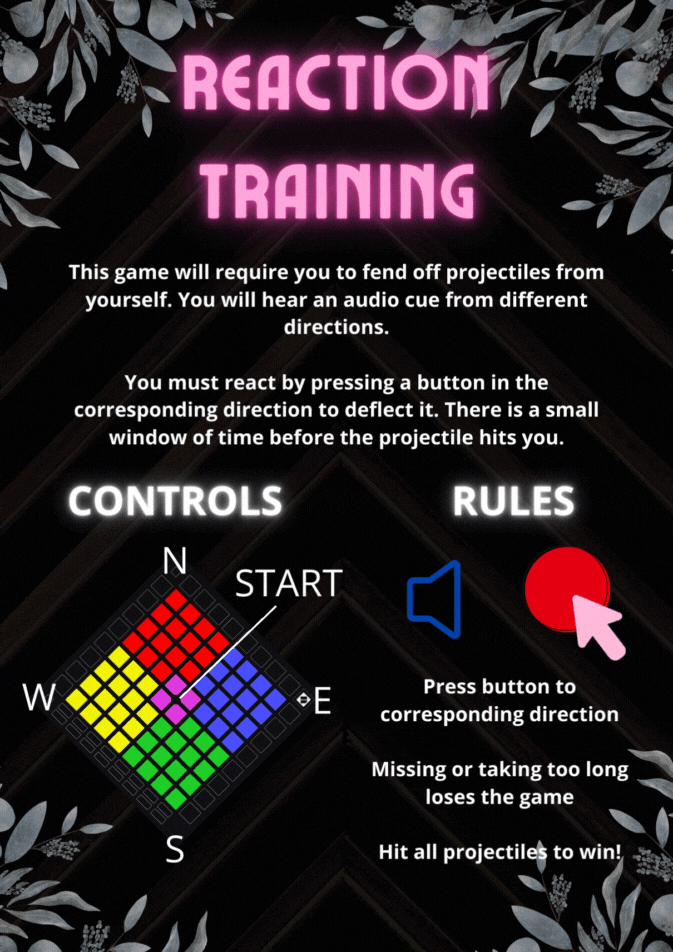 REACTION
TRAINING
This game will require you to fend off projectiles from
yourself. You will hear an audio cue from different
directions.
You must react by pressing a button in the
corresponding direction to deflect it. There is a small
window of time before the projectile hits you.
CONTROLS
RULES
N
START
W
E
S
Press button to
corresponding direction
Missing or taking too long
loses the game
Hit all projectiles to win!